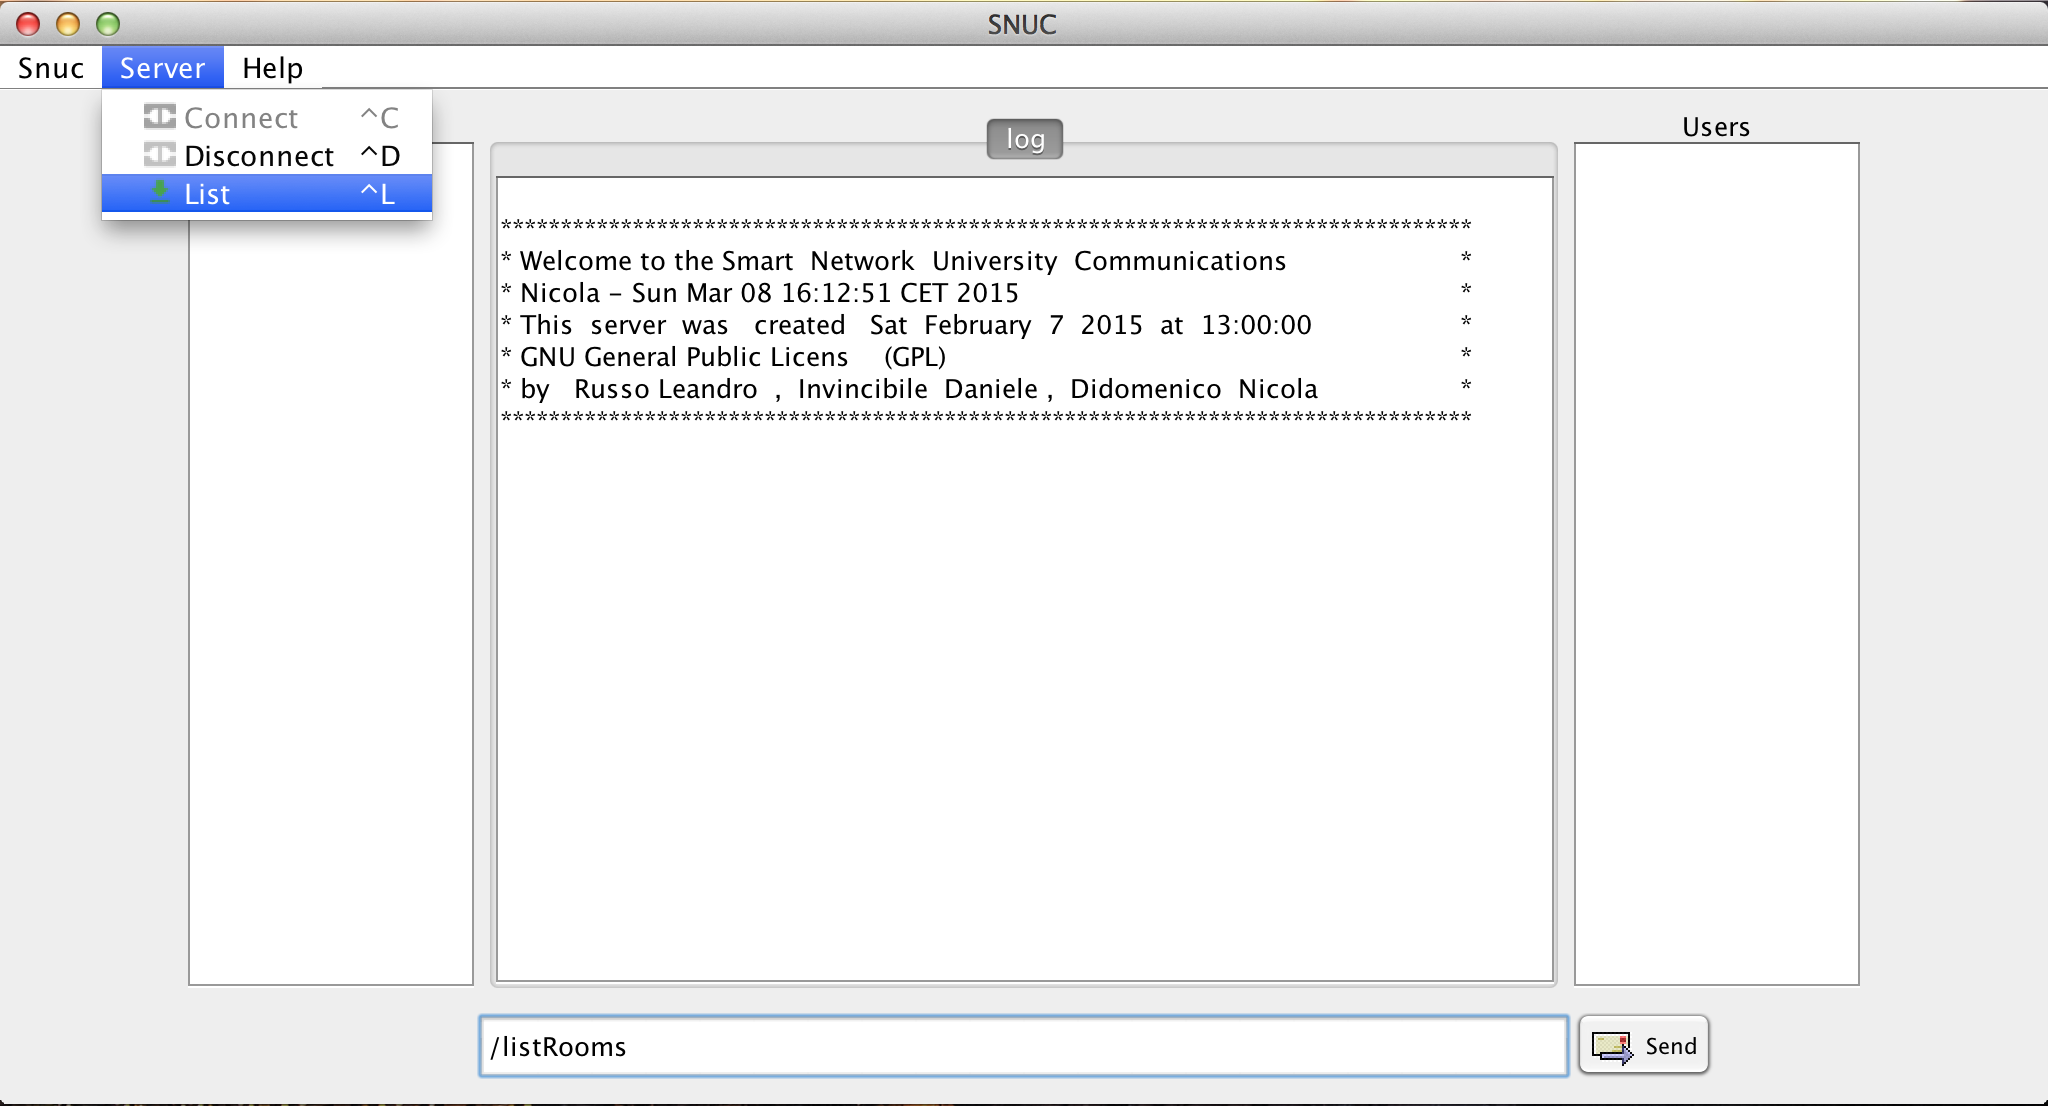 SNUC
Snuc Server Help
Connect ^C
Disconnect ^D
List ^L
log
Users
*********************************************************************************
* Welcome to the Smart  Network  University  Communications *
* Nicola – Sun Mar 08 16:12:51 CET 2015 *
* This  server  was   created   Sat  February  7  2015  at  13:00:00 *
* GNU General Public Licens    (GPL) *
* by   Russo Leandro  ,  Invincibile  Daniele ,  Didomenico  Nicola *
*********************************************************************************
/listRooms
Send